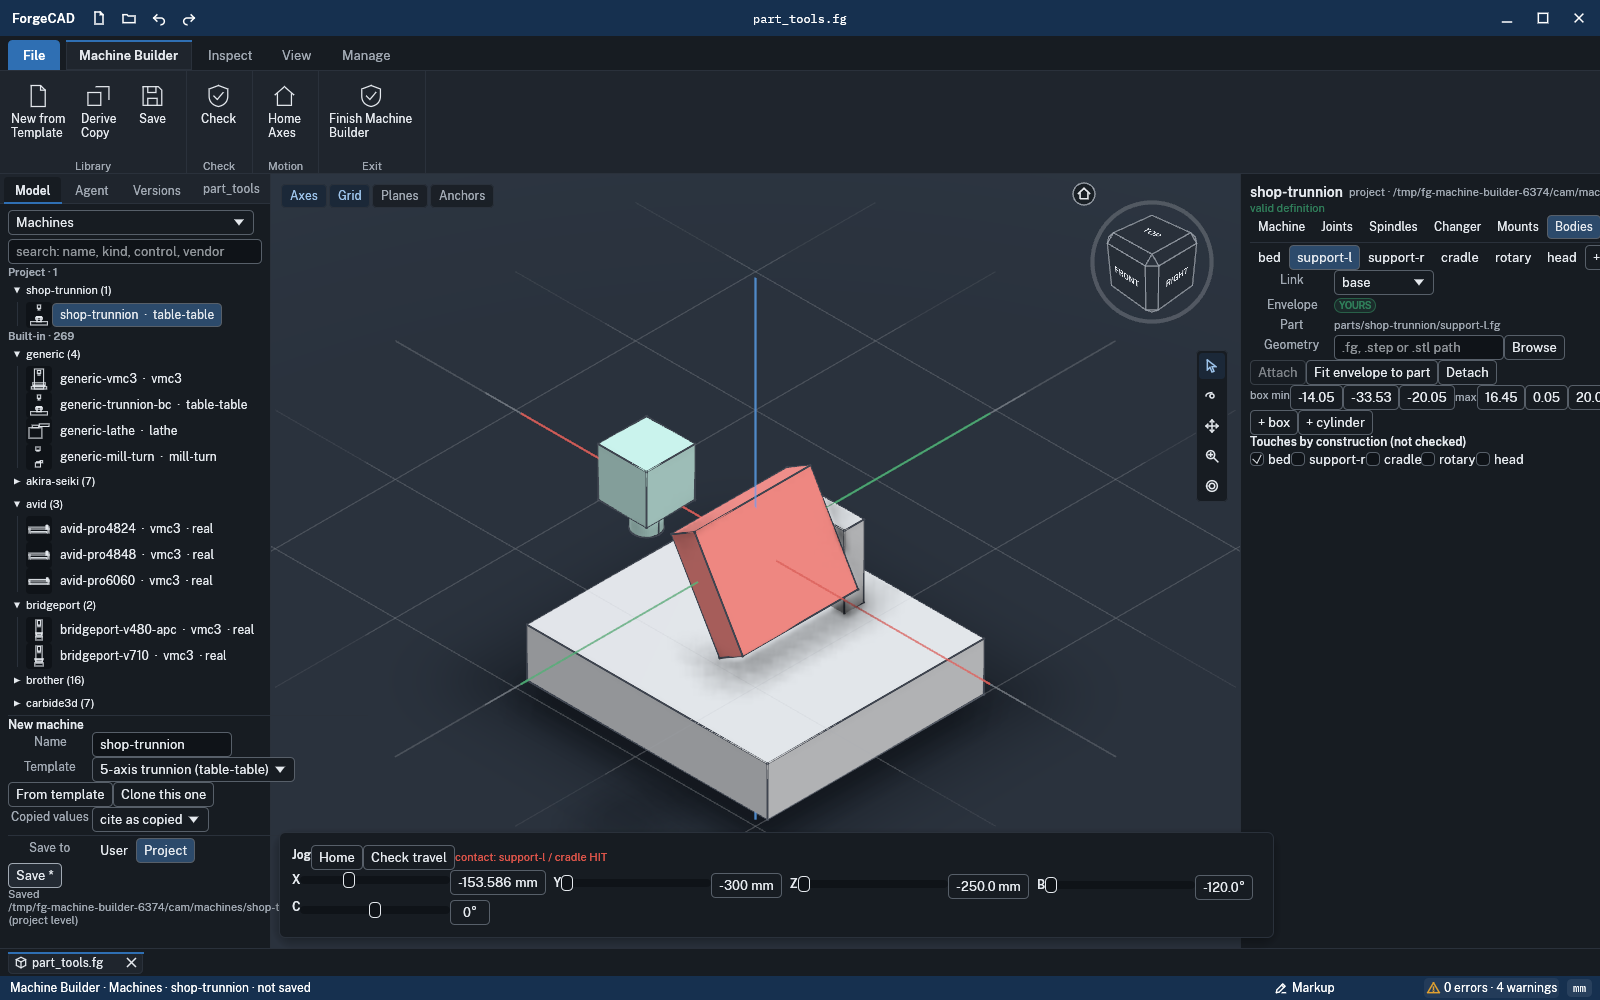 ForgeCAD
part_tools.fg
File Machine Builder Inspect View Manage
New from Template
Derive Copy
Save
Check
Home Axes
Finish Machine Builder
Library Check Motion Exit
Model Agent Versions part_tools
Machines
search: name, kind, control, vendor
Project · 1
shop-trunnion (1)
shop-trunnion · table-table
Built-in · 269
generic (4)
generic-vmc3 · vmc3
generic-trunnion-bc · table-table
generic-lathe · lathe
generic-mill-turn · mill-turn
akira-seiki (7)
avid (3)
avid-pro4824 · vmc3 · real
avid-pro4848 · vmc3 · real
avid-pro6060 · vmc3 · real
bridgeport (2)
bridgeport-v480-apc · vmc3 · real
bridgeport-v710 · vmc3 · real
brother (16)
carbide3d (7)
New machine
Name shop-trunnion
Template 5-axis trunnion (table-table)
From template Clone this one
Copied values cite as copied
Save to User Project
Save *
Saved
/tmp/fg-machine-builder-6374/cam/machines/shop-t
(project level)
Axes Grid Planes Anchors
TOP
FRONT RIGHT
Jog Home Check travel contact: support-l / cradle HIT
X -153.586 mm Y -300 mm Z -250.0 mm B -120.0°
C 0°
shop-trunnion project · /tmp/fg-machine-builder-6374/cam/mac
valid definition
Machine Joints Spindles Changer Mounts Bodies
bed support-l support-r cradle rotary head +
Link base
Envelope YOURS
Part parts/shop-trunnion/support-l.fg
Geometry .fg, .step or .stl path Browse
Attach Fit envelope to part Detach
box min -14.05 -33.53 -20.05 max 16.45 0.05 20.0
+ box + cylinder
Touches by construction (not checked)
bed support-r cradle rotary head
part_tools.fg
Machine Builder · Machines · shop-trunnion · not saved
Markup 0 errors · 4 warnings mm